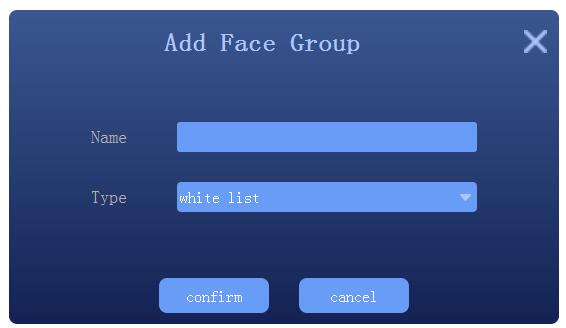 Add Face Group
Name
Type
white list
confirm
cancel